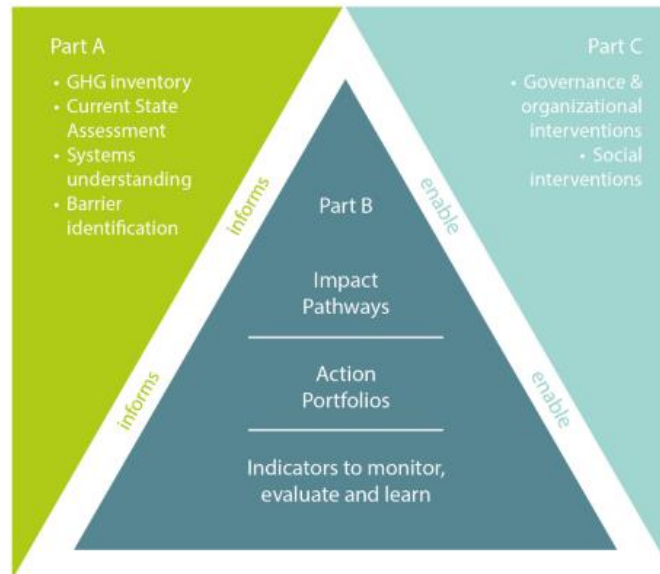 Part A
• GHG inventory
• Current State
Assessment
• Systems
understanding
• Barrier
identification
informs
informs
Part B
Impact
Pathways
Action
Portfolios
Indicators to monitor,
evaluate and learn
Part C
• Governance &
organizational
interventions
• Social
interventions
enable
enable